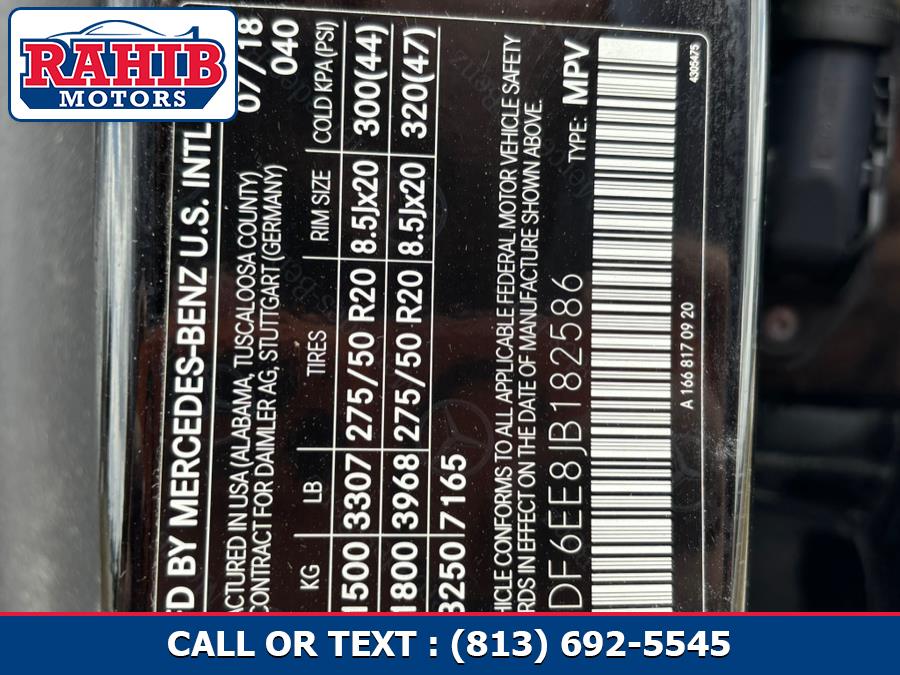 RAHIB
MOTORS
BY MERCEDES-BENZ U.S. INTL
07/18
ACTURED IN USA (ALABAMA, TUSCALOOSA COUNTY)
040
CONTRACT FOR DAIMLER AG, STUTTGART (GERMANY)
KG LB TIRES RIM SIZE COLD KPA(PSI)
1500 3307 275/50 R20 8.5Jx20 300(44)
1800 3968 275/50 R20 8.5Jx20 320(47)
3250 7165
HICLE CONFORMS TO ALL APPLICABLE FEDERAL MOTOR VEHICLE SAFETY
RDS IN EFFECT ON THE DATE OF MANUFACTURE SHOWN ABOVE.
DF6EE8JB182586 TYPE: MPV
A 166 817 09 20
4305475
CALL OR TEXT : (813) 692-5545